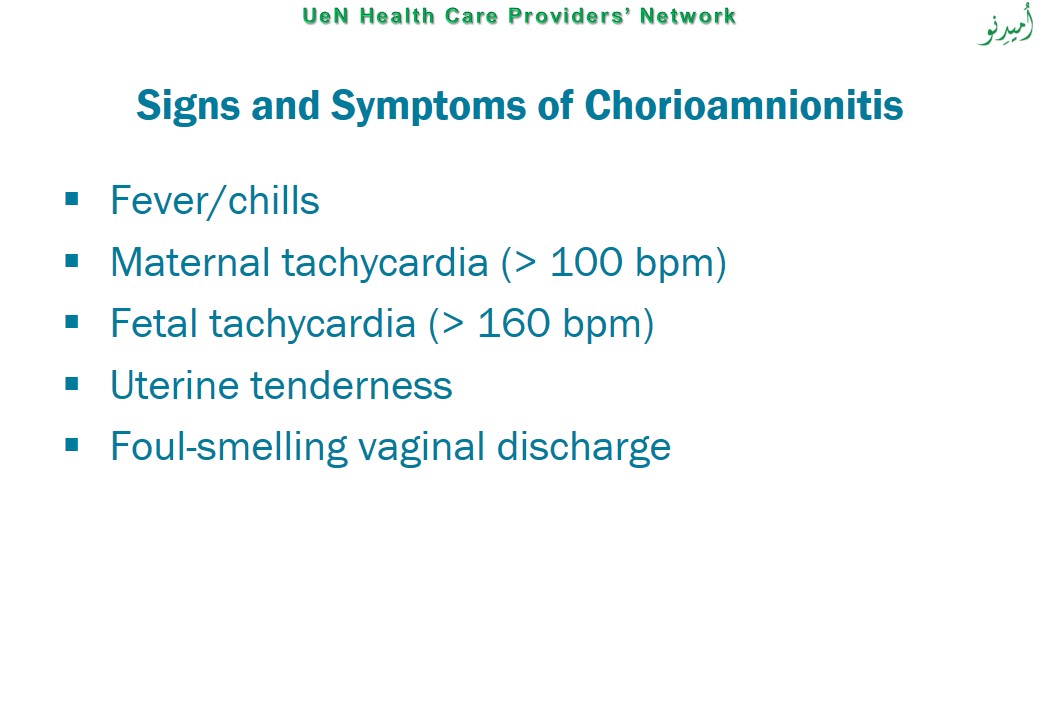 UeN Health Care Providers’ Network
اُمیدِنو
Signs and Symptoms of Chorioamnionitis
▪ Fever/chills
▪ Maternal tachycardia (> 100 bpm)
▪ Fetal tachycardia (> 160 bpm)
▪ Uterine tenderness
▪ Foul-smelling vaginal discharge